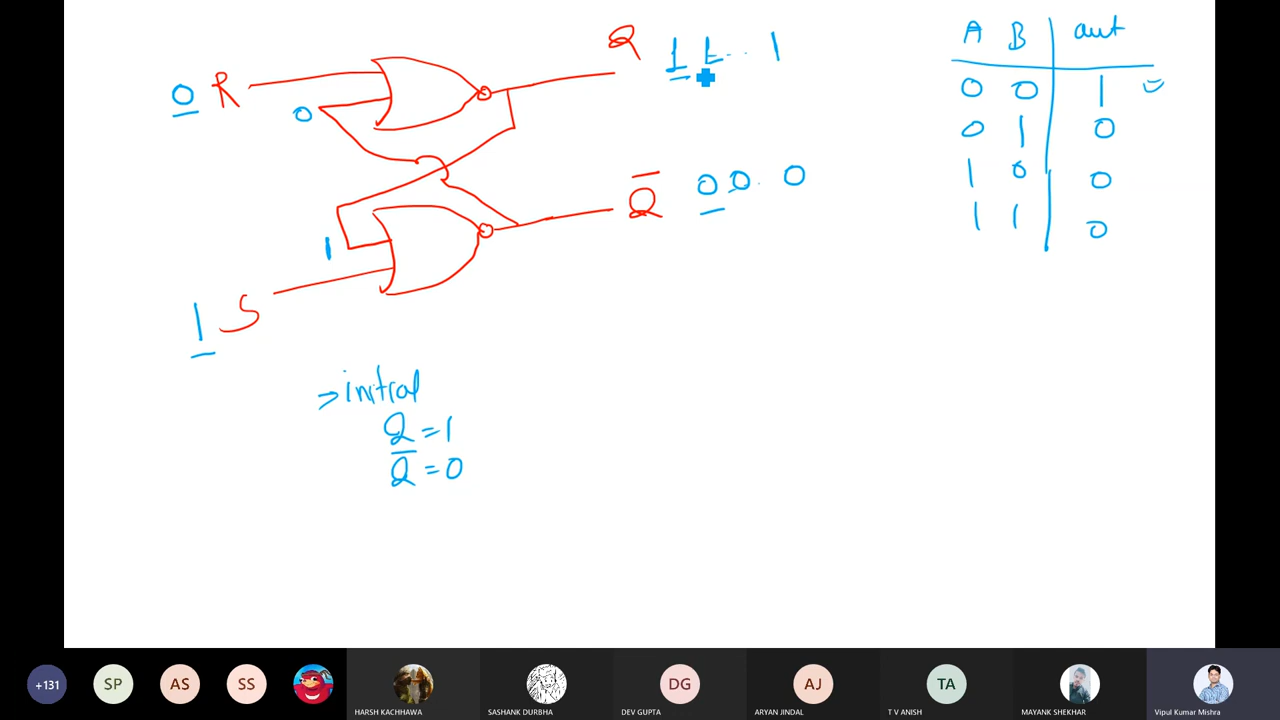 Q 1 1 . . 1
0 R
0
Q̅ 0 0 . 0
1
1 S
A B out
0 0 1 =
0 1 0
1 0 0
1 1 0
⇒ initial
Q = 1
Q̅ = 0
+131
SP
AS
SS
HARSH KACHHAWA
SASHANK DURBHA
DG
DEV GUPTA
AJ
ARYAN JINDAL
TA
T V ANISH
MAYANK SHEKHAR
Vipul Kumar Mishra